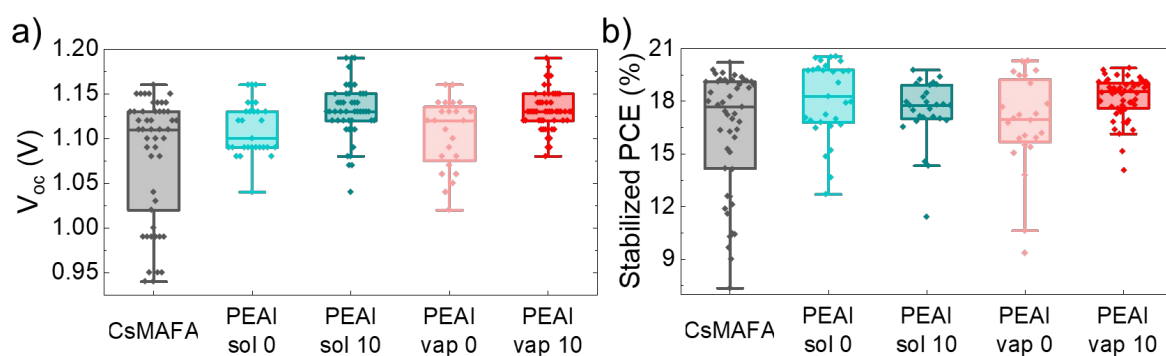 a)
V_oc (V)
1.20
1.15
1.10
1.05
1.00
0.95
CsMAFA
PEAI
sol 0
PEAI
sol 10
PEAI
vap 0
PEAI
vap 10
b)
Stabilized PCE (%)
21
18
15
12
9
CsMAFA
PEAI
sol 0
PEAI
sol 10
PEAI
vap 0
PEAI
vap 10